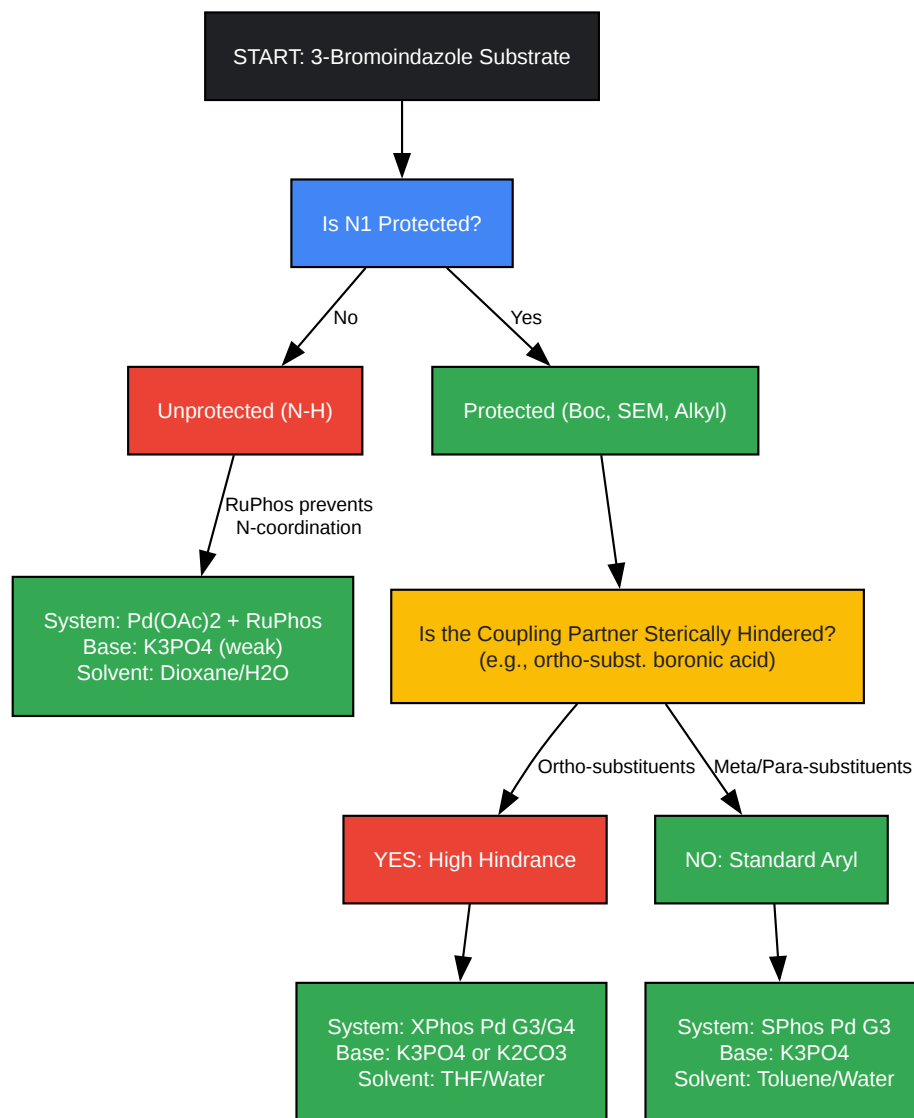 START: 3-Bromoindazole Substrate
Is N1 Protected?
No
Yes
Unprotected (N-H)
Protected (Boc, SEM, Alkyl)
RuPhos prevents
N-coordination
System: Pd(OAc)2 + RuPhos
Base: K3PO4 (weak)
Solvent: Dioxane/H2O
Is the Coupling Partner Sterically Hindered?
(e.g., ortho-subst. boronic acid)
Ortho-substituents
Meta/Para-substituents
YES: High Hindrance
NO: Standard Aryl
System: XPhos Pd G3/G4
Base: K3PO4 or K2CO3
Solvent: THF/Water
System: SPhos Pd G3
Base: K3PO4
Solvent: Toluene/Water